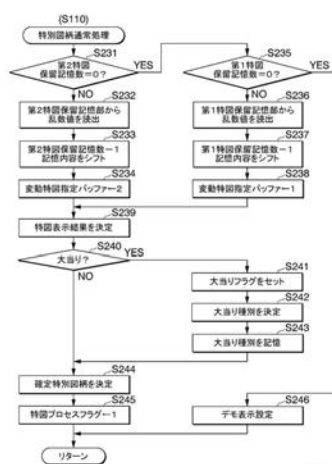 (S110)
特別図柄通常処理
S231
第2特図
保留記憶数=0?
YES
NO
S232
第2特図保留記憶部から
乱数値を読出
S233
第2特図保留記憶数-1
記憶内容をシフト
S234
変動特図指定バッファ←2
S235
第1特図
保留記憶数=0?
YES
NO
S236
第1特図保留記憶部から
乱数値を読出
S237
第1特図保留記憶数-1
記憶内容をシフト
S238
変動特図指定バッファ←1
S239
特図表示結果を決定
S240
大当り?
YES
NO
S241
大当りフラグをセット
S242
大当り種別を決定
S243
大当り種別を記憶
S244
確定特別図柄を決定
S245
特図プロセスフラグ←1
S246
デモ表示設定
リターン